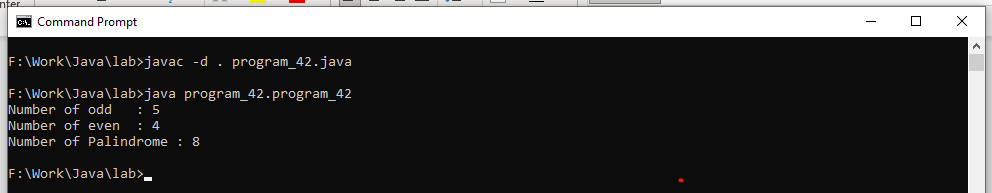 Command Prompt
F:\Work\Java\lab>javac -d . program_42.java
F:\Work\Java\lab>java program_42.program_42
Number of odd   : 5
Number of even  : 4
Number of Palindrome : 8
F:\Work\Java\lab>